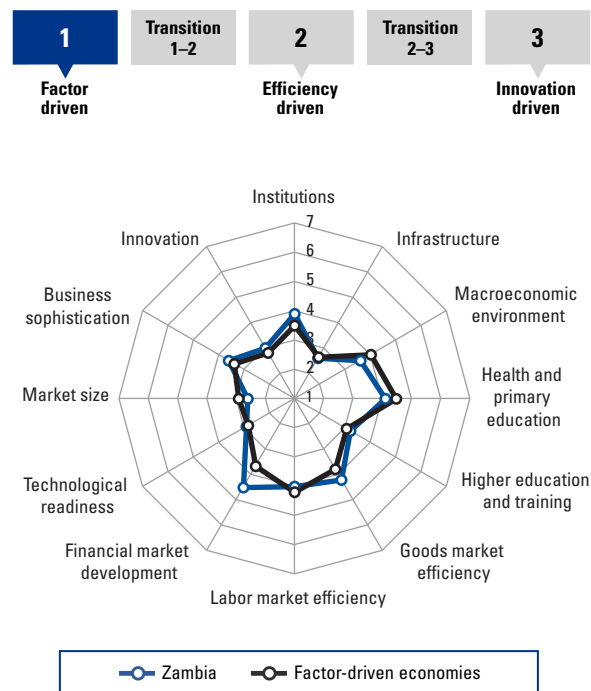 1
Transition
1–2
2
Transition
2–3
3
Factor
driven
Efficiency
driven
Innovation
driven
Institutions
7
Innovation
Infrastructure
6
5
Business
sophistication
Macroeconomic
environment
4
3
2
Market size
1
Health and
primary
education
Technological
readiness
Higher education
and training
Financial market
development
Goods market
efficiency
Labor market efficiency
Zambia
Factor-driven economies